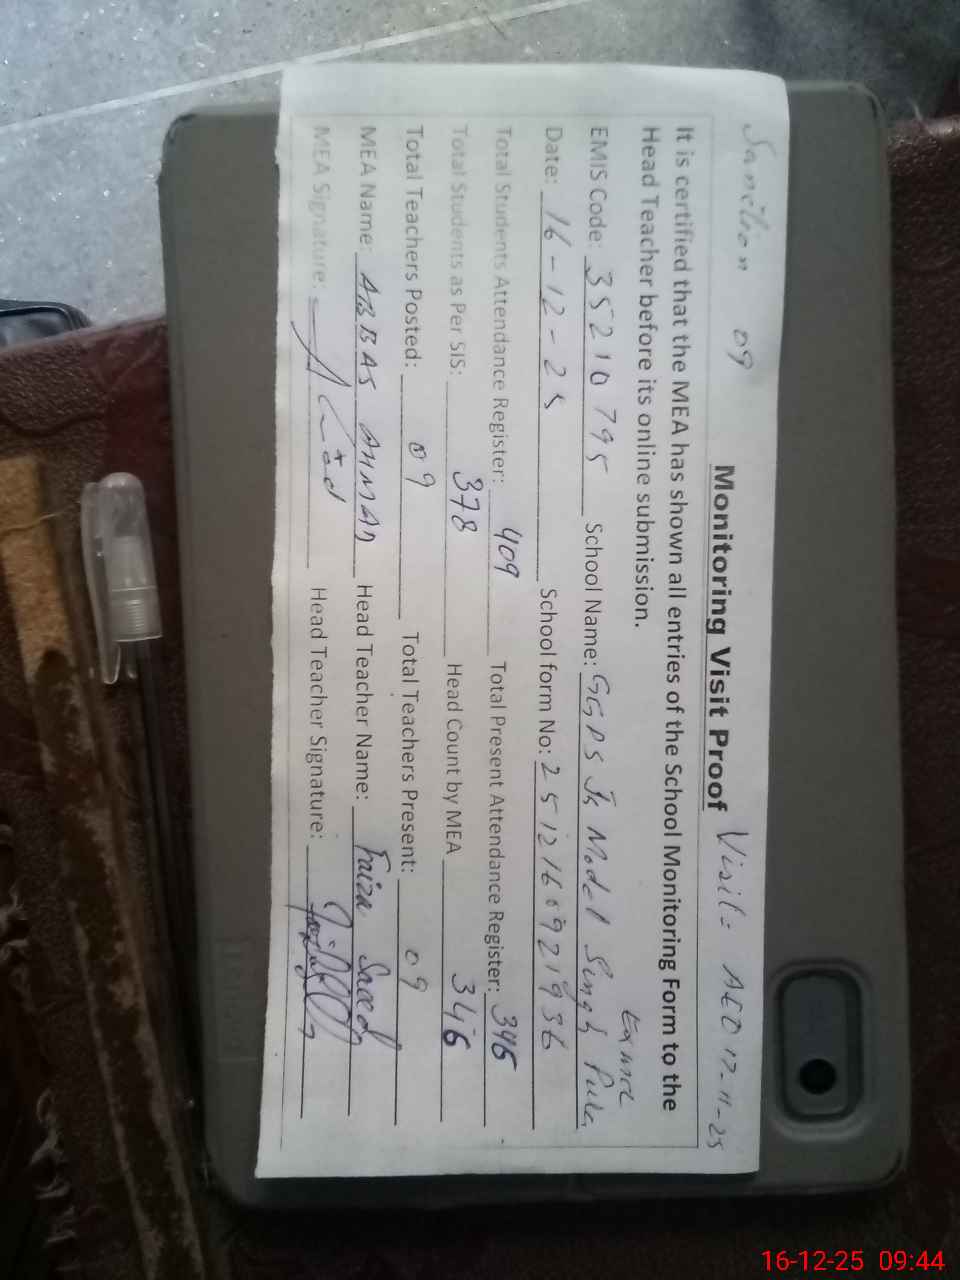 Sanction 09
Monitoring Visit Proof Visit: AEO 17-11-25
It is certified that the MEA has shown all entries of the School Monitoring Form to the
Head Teacher before its online submission.
EMIS Code: 35210795 School Name: GGPS Model Singh Pura
Date: 16-12-25 School form No:
Total Students Attendance Register: 409 Total Present Attendance Register: 346
Total Students as Per SIS: 378 Head Count by MEA 346
Total Teachers Posted: 09 Total Teachers Present: 09
MEA Name: ABBAS AHMAD Head Teacher Name: Faiza Saeed
MEA Signature: Head Teacher Signature:
16-12-25 09:44